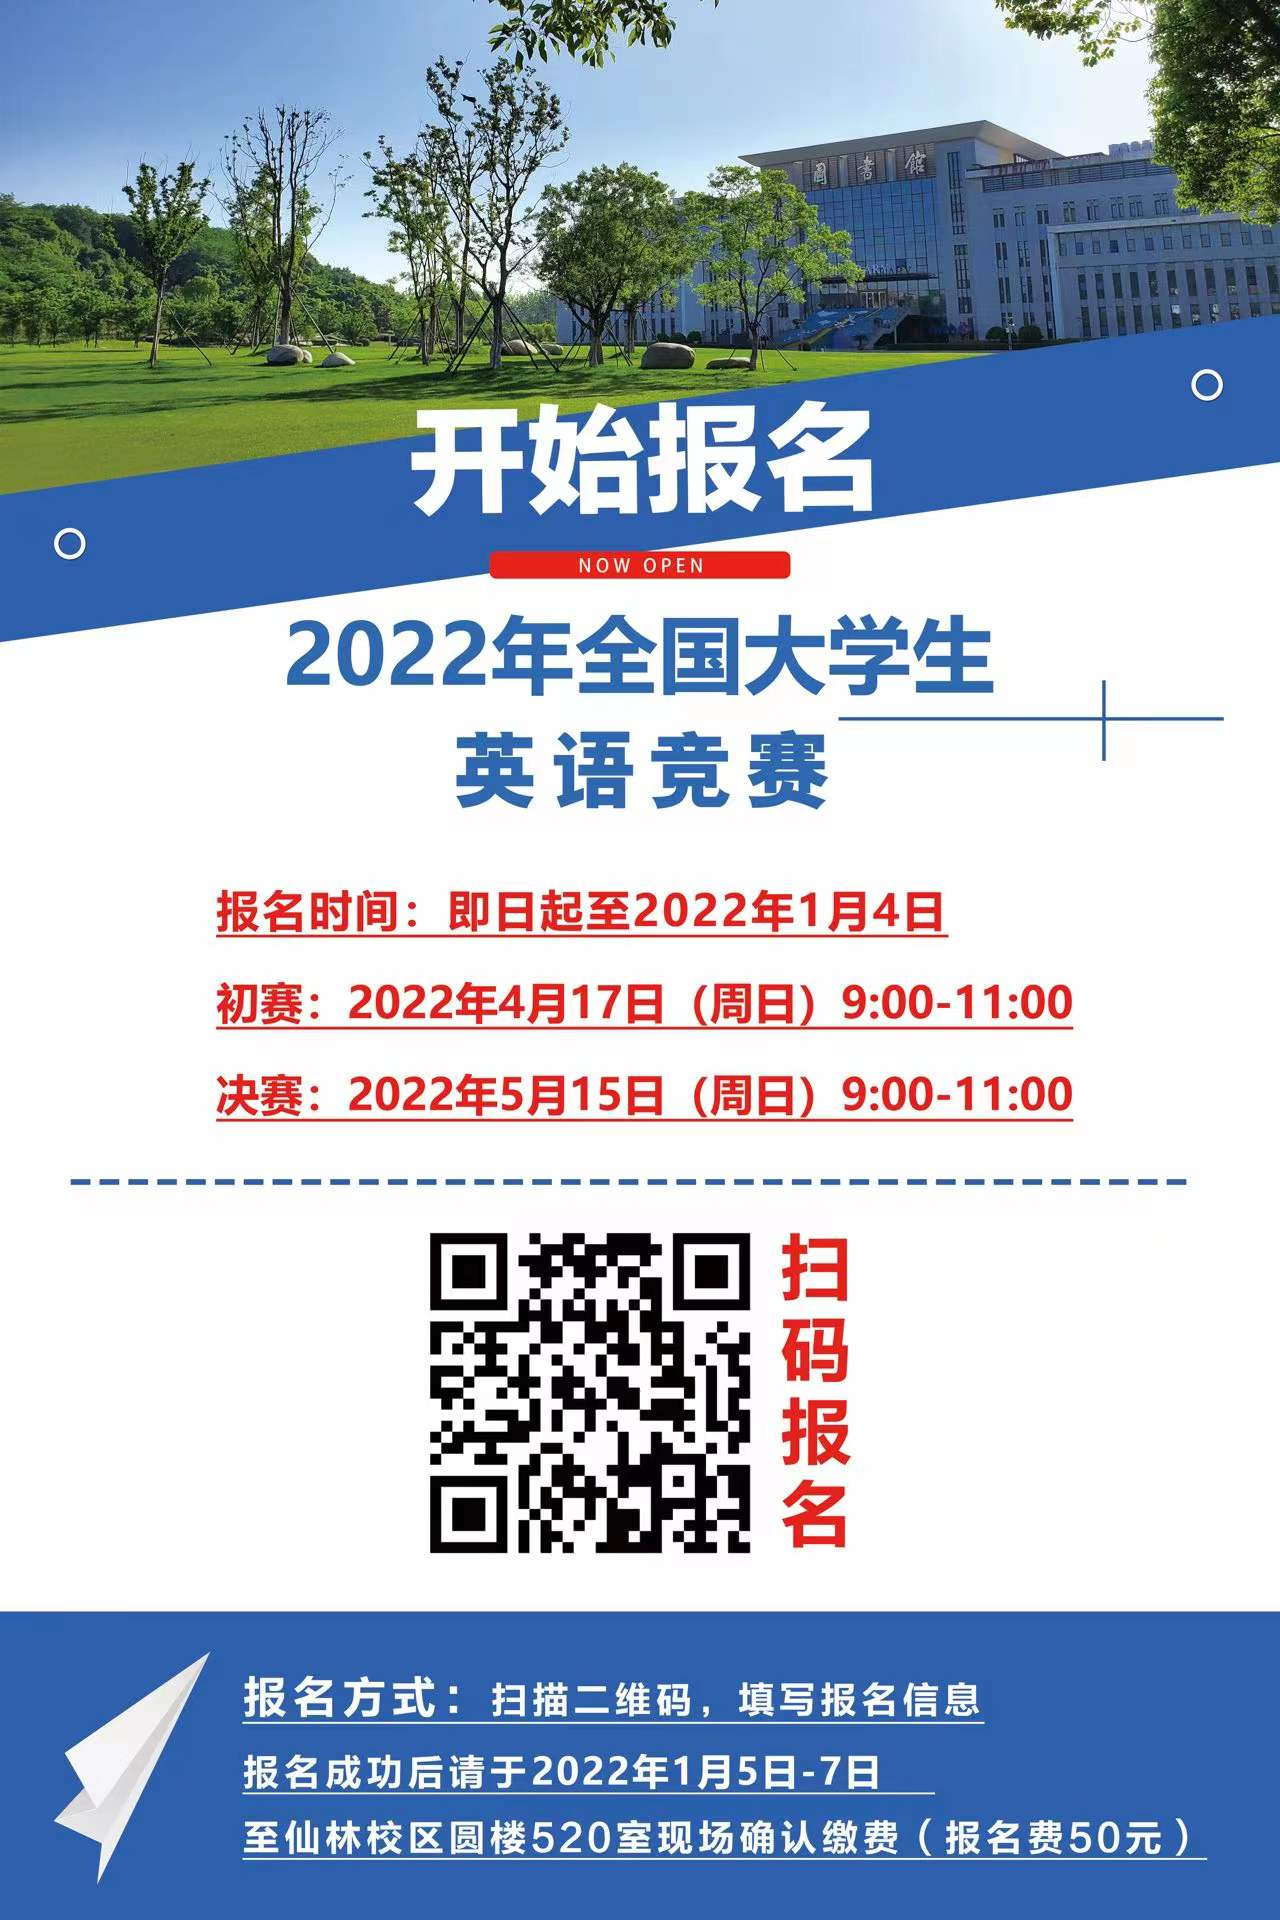 圖書館
开始报名
NOW OPEN
2022年全国大学生
英语竞赛
报名时间：即日起至2022年1月4日
初赛：2022年4月17日（周日）9:00-11:00
决赛：2022年5月15日（周日）9:00-11:00
扫码报名
报名方式：扫描二维码，填写报名信息
报名成功后请于2022年1月5日-7日
至仙林校区圆楼520室现场确认缴费（报名费50元）